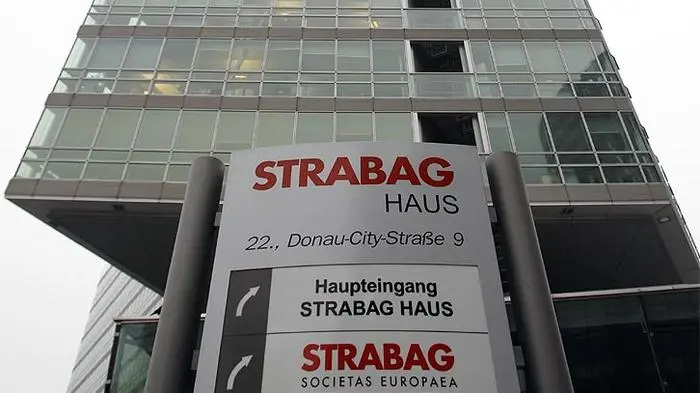 STRABAG
HAUS
22., Donau-City-Straße 9
Haupteingang
STRABAG HAUS
STRABAG
SOCIETAS EUROPAEA